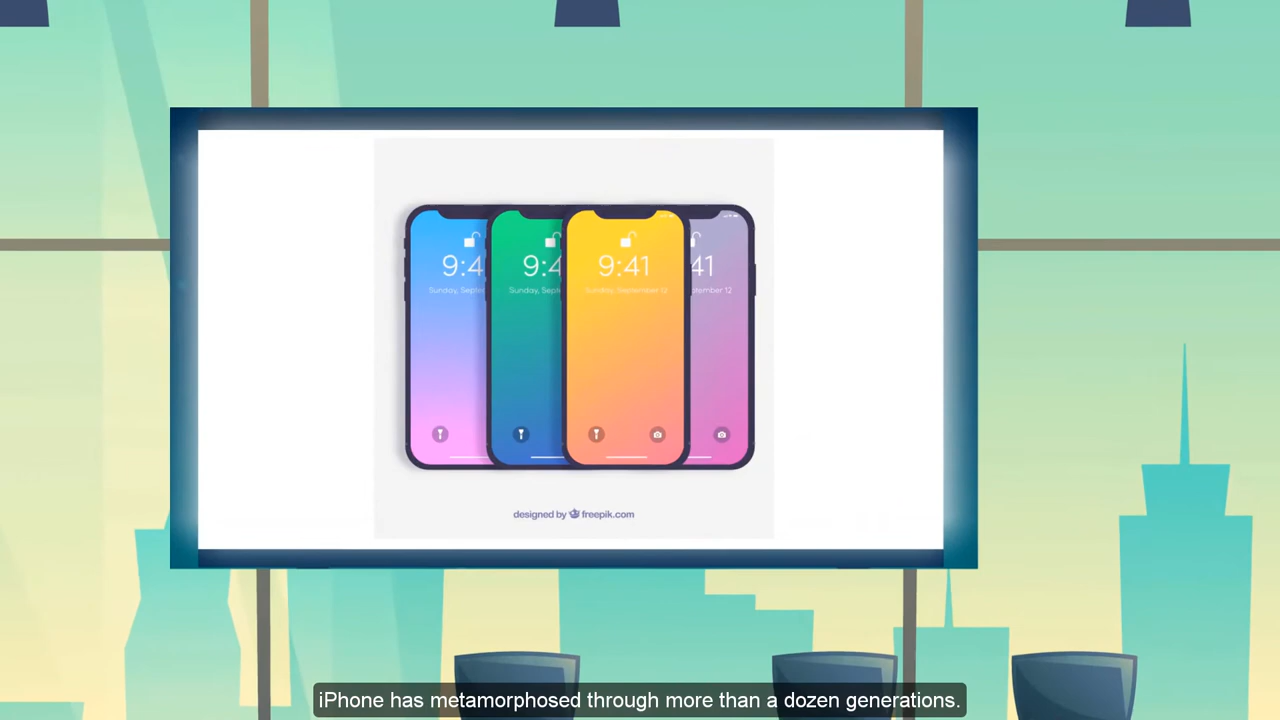 9:4
9:4
9:41
41
Sunday, Septe
Sunday, Sept
Sunday, September 12
tember 12
designed by freepik.com
iPhone has metamorphosed through more than a dozen generations.